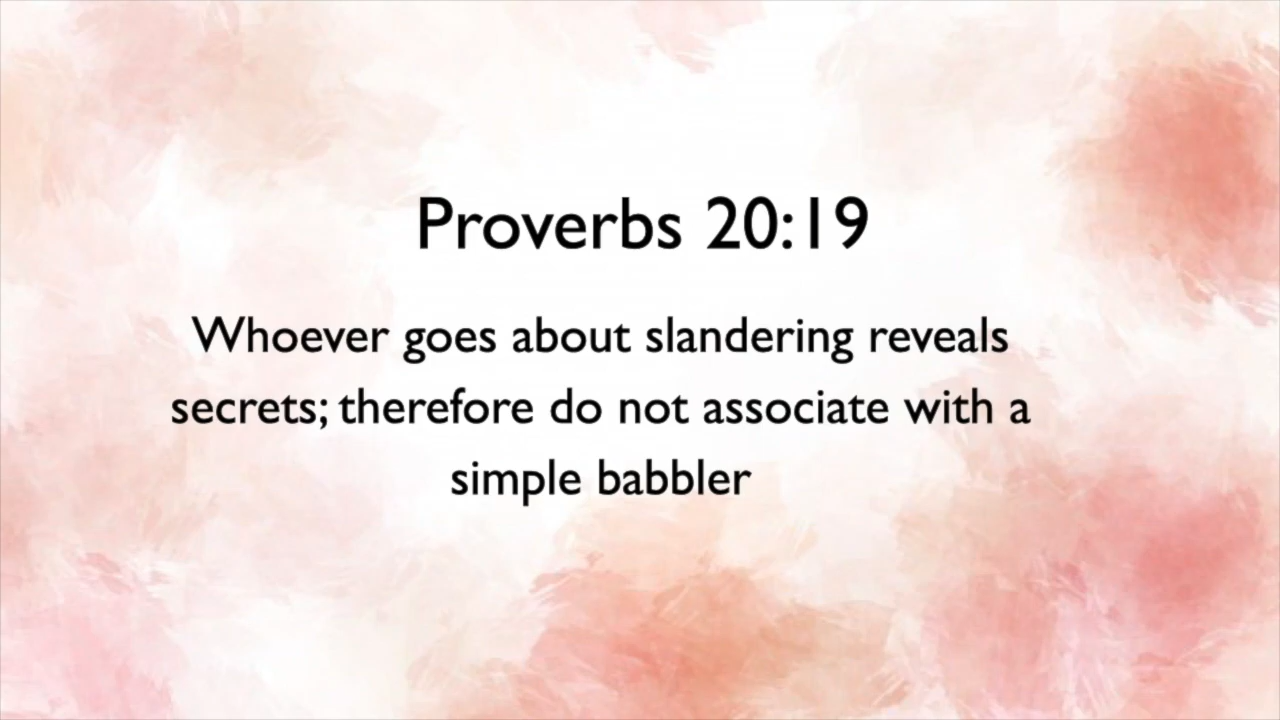 Proverbs 20:19
Whoever goes about slandering reveals
secrets; therefore do not associate with a
simple babbler